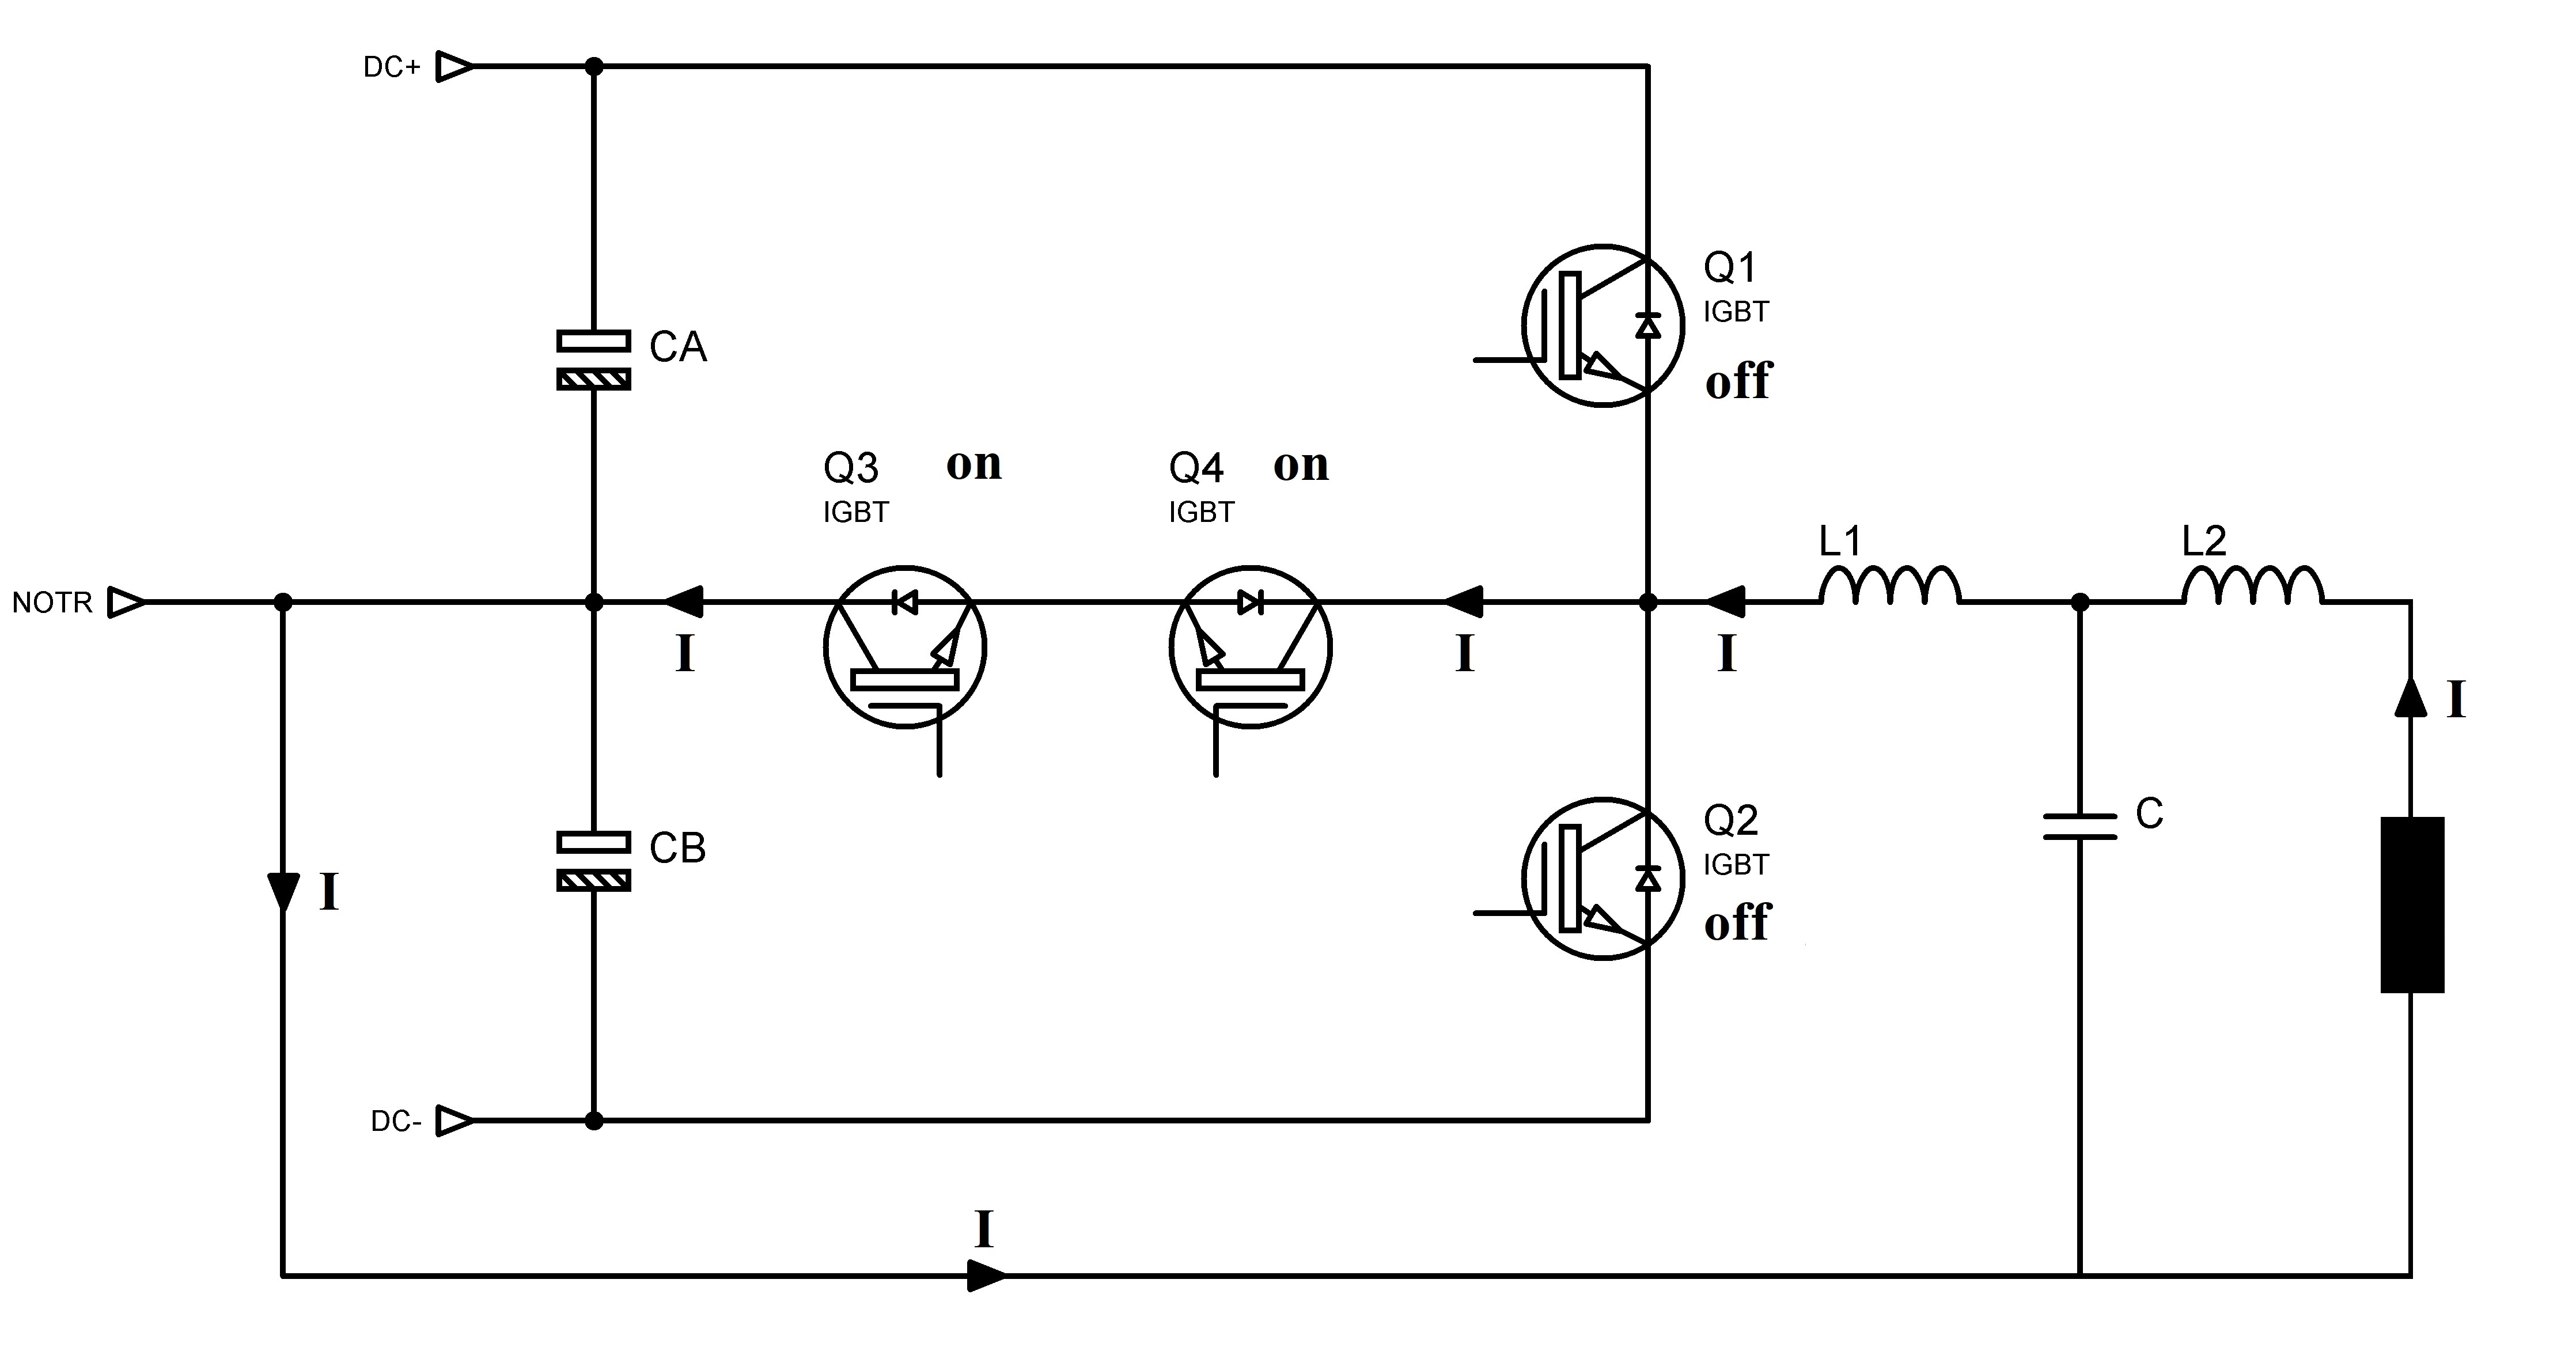 DC+
Q1
IGBT
off
CA
Q3
IGBT
on
Q4
IGBT
on
L1
L2
NOTR
I
I
I
I
Q2
IGBT
off
C
CB
I
DC-
I